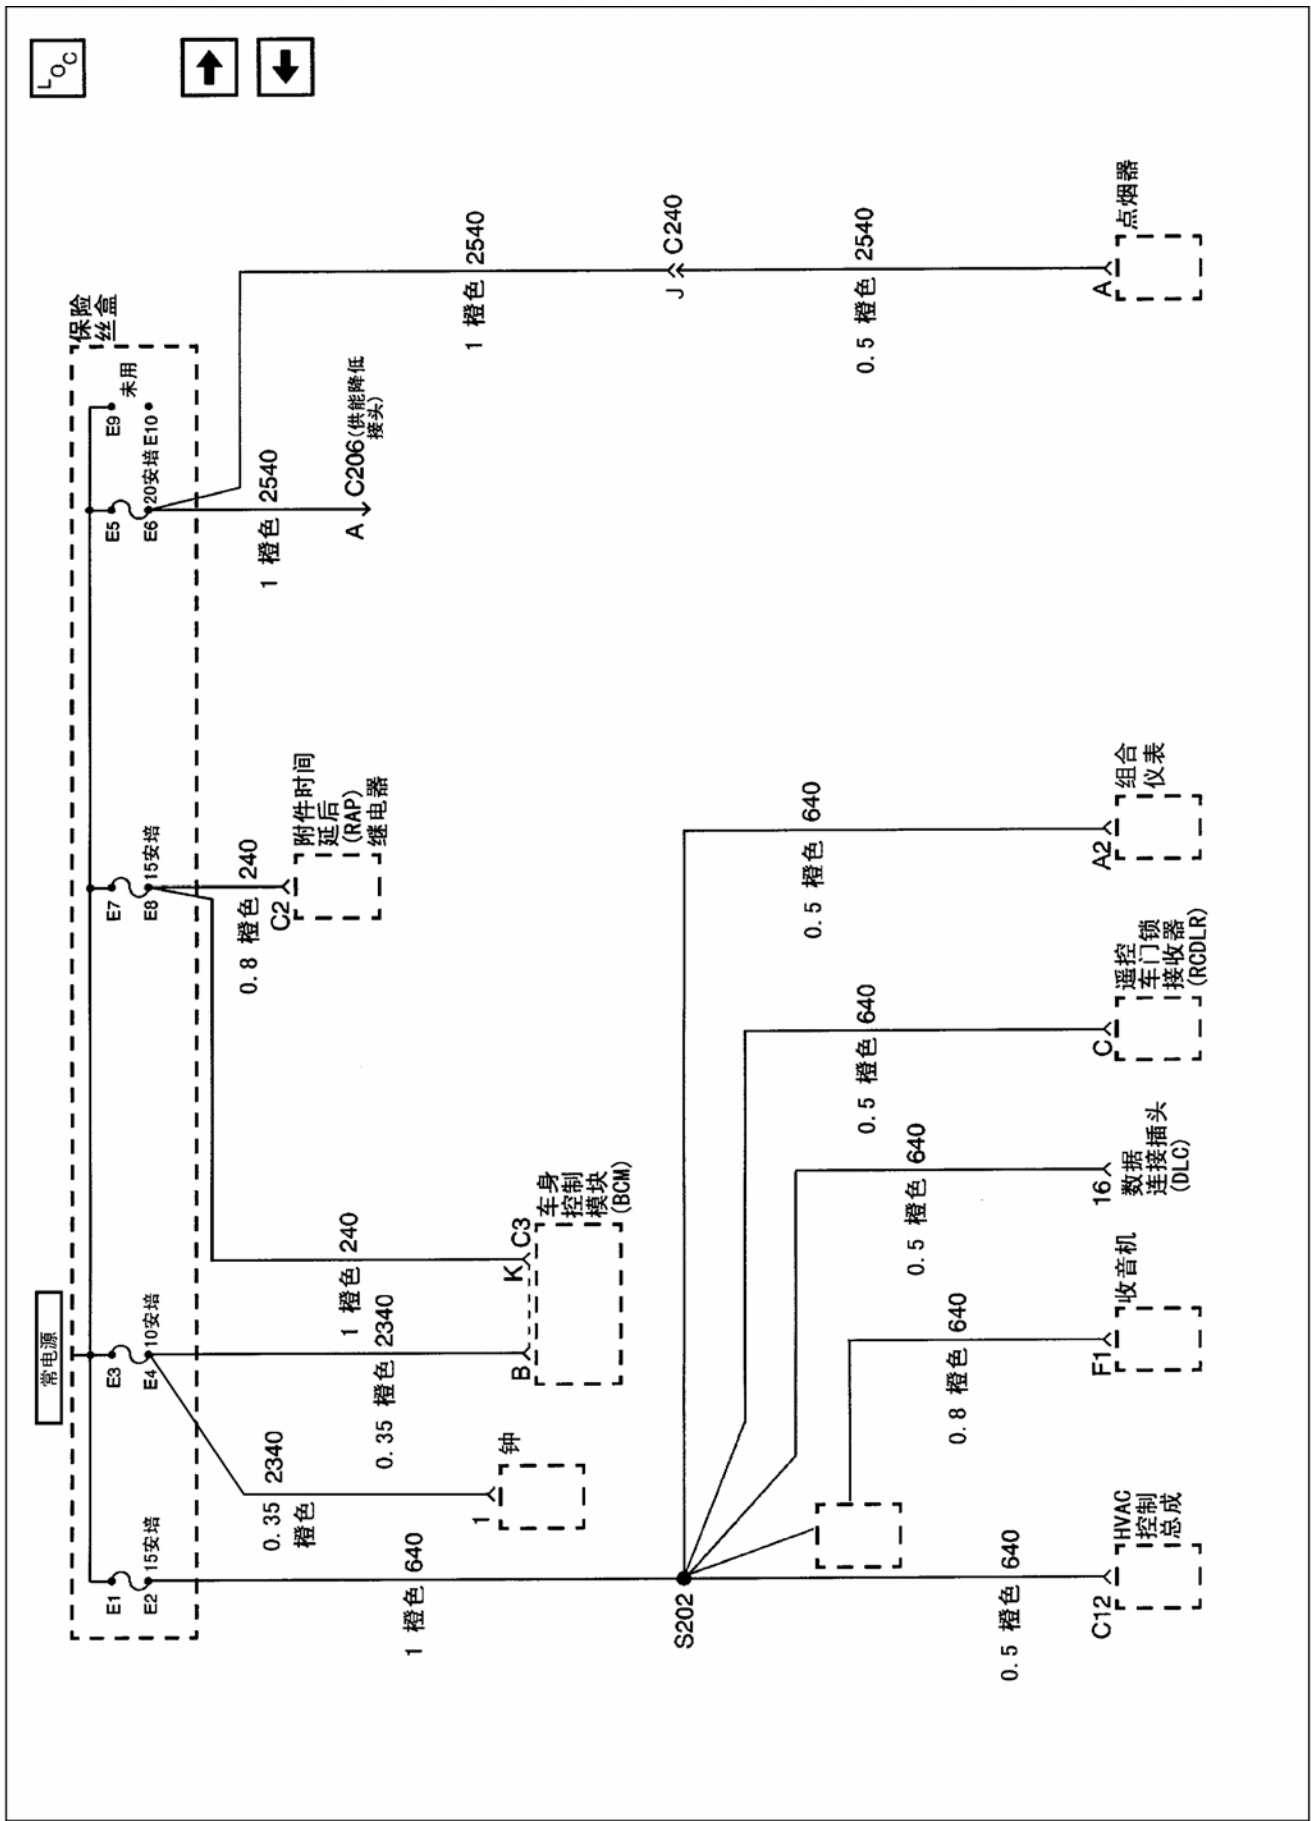 LOC
常电源
保险
丝盒
E1
E2
15安培
E3
E4
10安培
E7
E8
15安培
E5
E6
20安培
E9
E10
未用
1 橙色 640
0.35 2340
橙色
0.35 橙色 2340
1 橙色 240
0.8 橙色 240
1 橙色 2540
1 橙色 2540
1
钟
B
K
C3
车身
控制
模块
(BCM)
C2
附件时间
延后
(RAP)
继电器
A
C206(供能降低
接头)
J
C240
0.5 橙色 2540
A
点烟器
S202
0.5 橙色 640
C12
HVAC
控制
总成
0.8 橙色 640
F1
收音机
0.5 橙色 640
16
数据
连接插头
(DLC)
0.5 橙色 640
C
遥控
车门锁
接收器
(RCDLR)
0.5 橙色 640
A2
组合
仪表